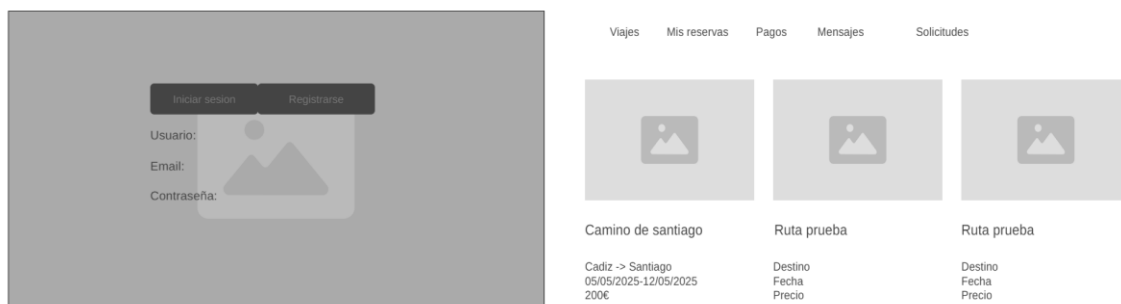 Iniciar sesion
Registrarse
Usuario:
Email:
Contraseña:
Viajes
Mis reservas
Pagos
Mensajes
Solicitudes
Camino de santiago
Cadiz -> Santiago
05/05/2025-12/05/2025
200€
Ruta prueba
Destino
Fecha
Precio
Ruta prueba
Destino
Fecha
Precio